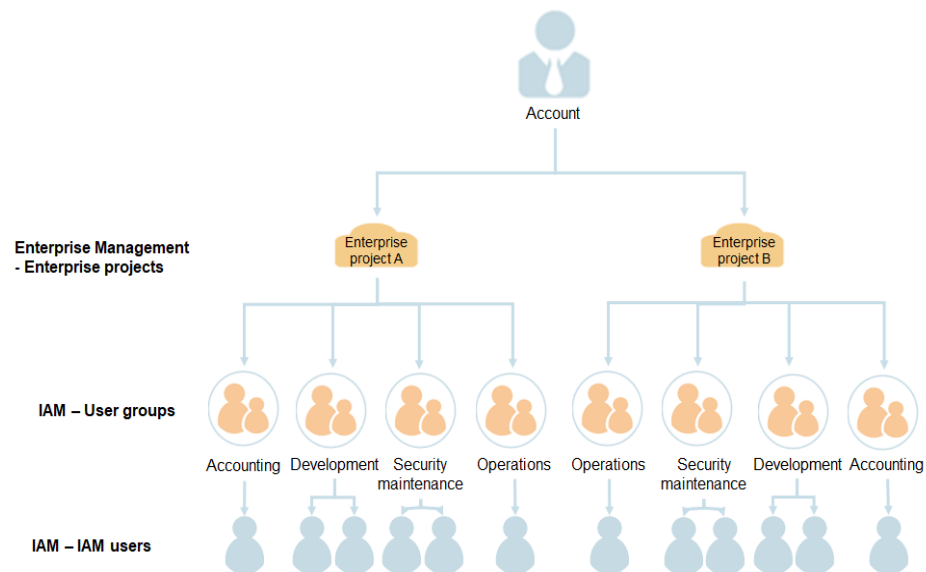 Account
Enterprise Management
- Enterprise projects
Enterprise
project A
Enterprise
project B
IAM – User groups
Accounting
Development
Security
maintenance
Operations
Operations
Security
maintenance
Development
Accounting
IAM – IAM users